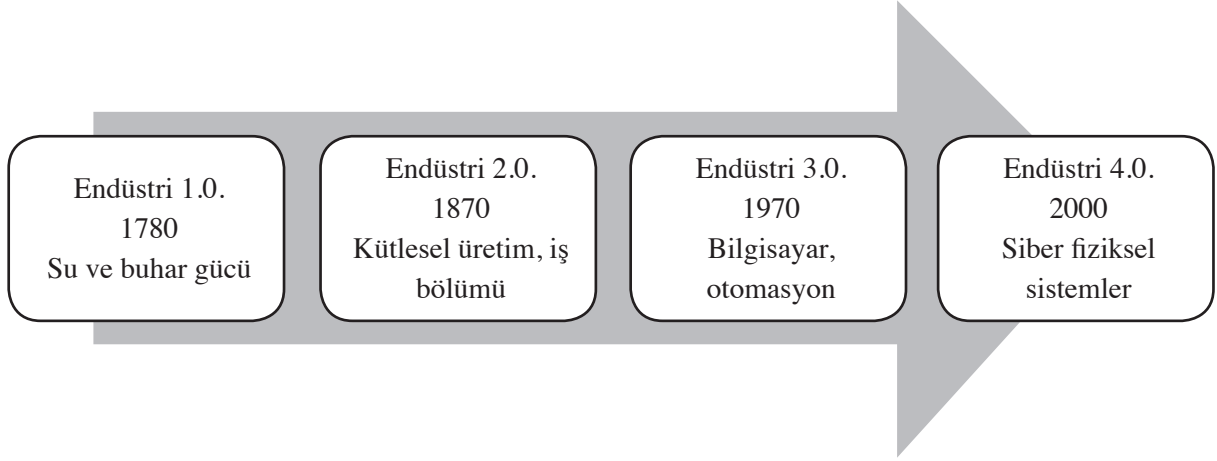 Endüstri 1.0.
1780
Su ve buhar gücü
Endüstri 2.0.
1870
Kütlesel üretim, iş
bölümü
Endüstri 3.0.
1970
Bilgisayar,
otomasyon
Endüstri 4.0.
2000
Siber fiziksel
sistemler